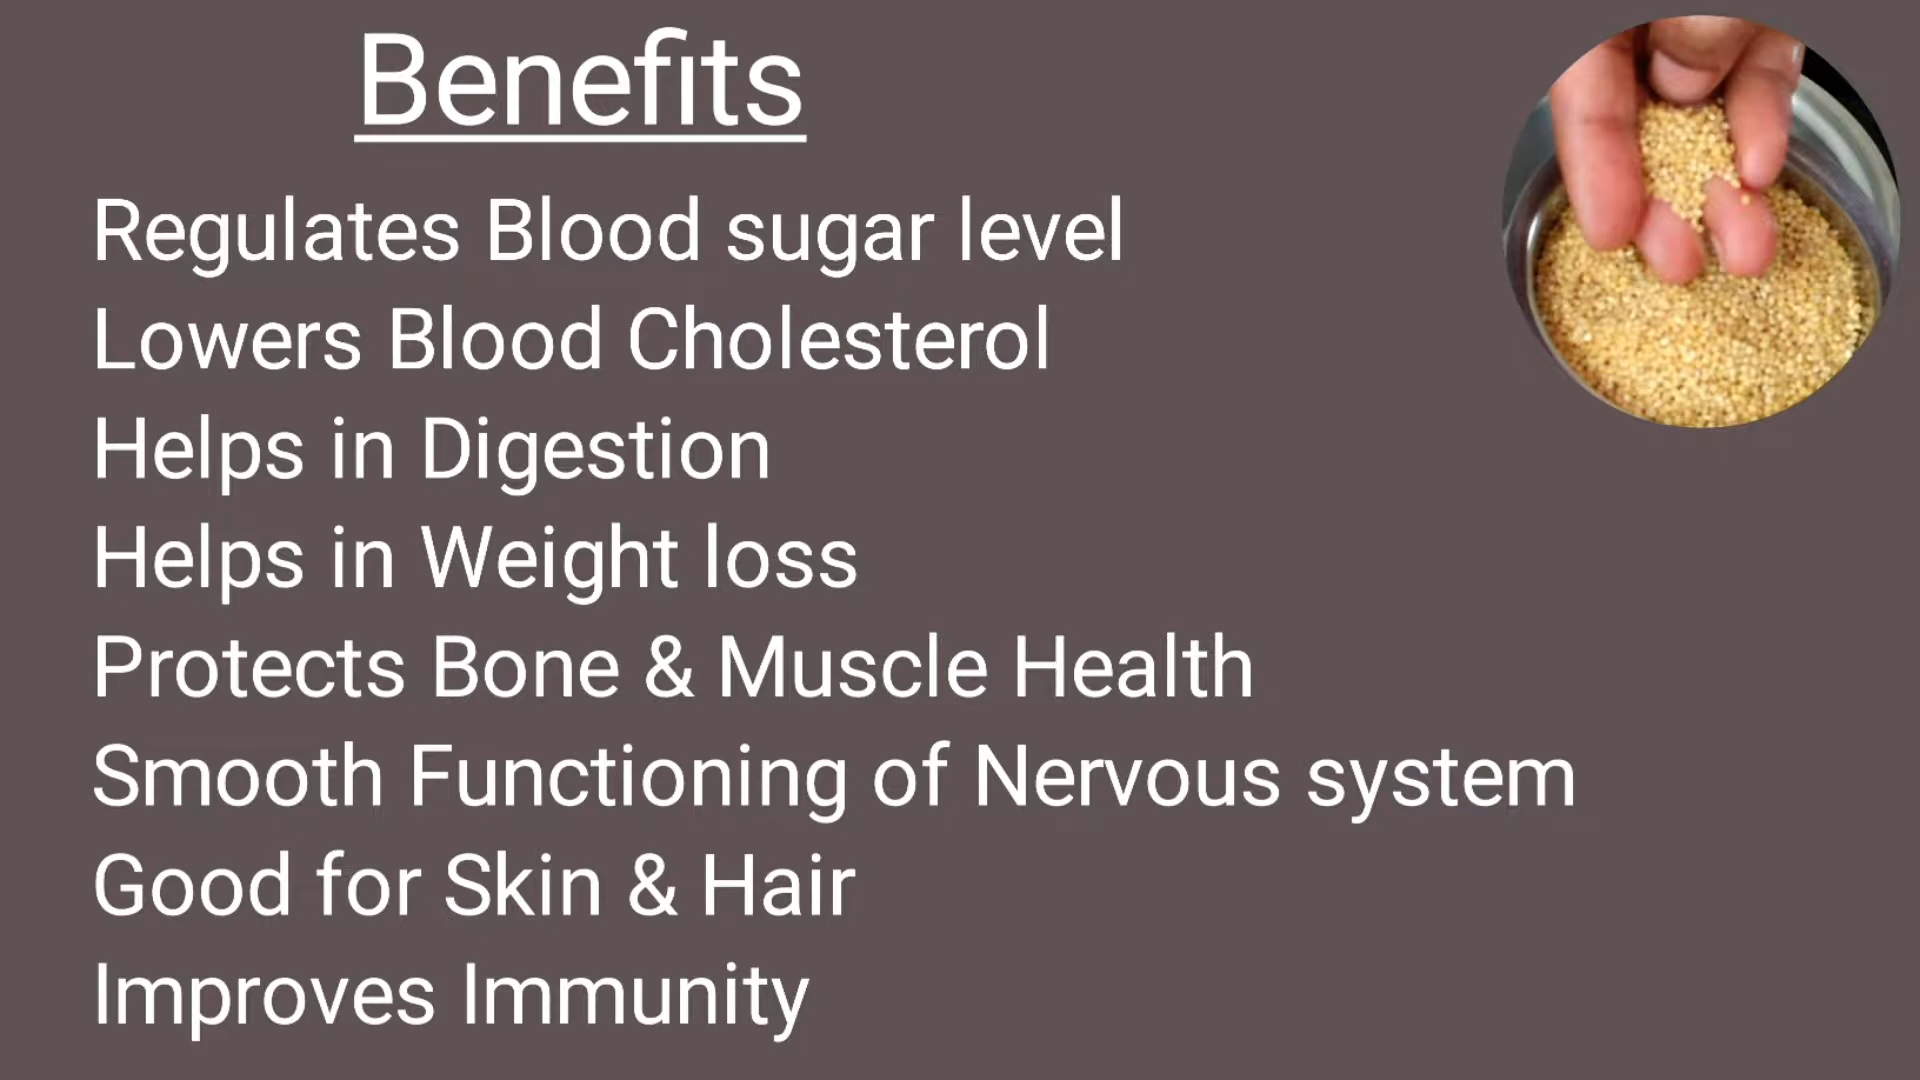 Benefits
Regulates Blood sugar level
Lowers Blood Cholesterol
Helps in Digestion
Helps in Weight loss
Protects Bone & Muscle Health
Smooth Functioning of Nervous system
Good for Skin & Hair
Improves Immunity